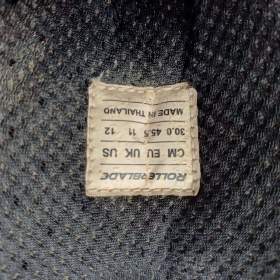 ROLLERBLADE
CM EU UK US
30.0 45.5 11 12
MADE IN THAILAND